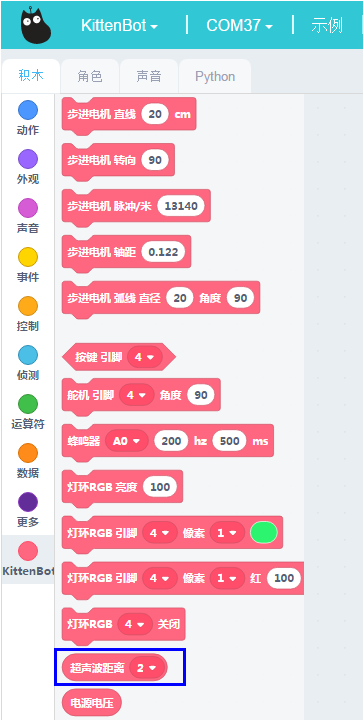 KittenBot COM37 示例
积木 角色 声音 Python
动作
外观
声音
事件
控制
侦测
运算符
数据
更多
KittenBot
步进电机 直线 20 cm
步进电机 转向 90
步进电机 脉冲/米 13140
步进电机 轴距 0.122
步进电机 弧线 直径 20 角度 90
按键 引脚 4
舵机 引脚 4 角度 90
蜂鸣器 A0 200 hz 500 ms
灯环RGB 亮度 100
灯环RGB 引脚 4 像素 1
灯环RGB 引脚 4 像素 1 红 100
灯环RGB 4 关闭
超声波距离 2
电源电压